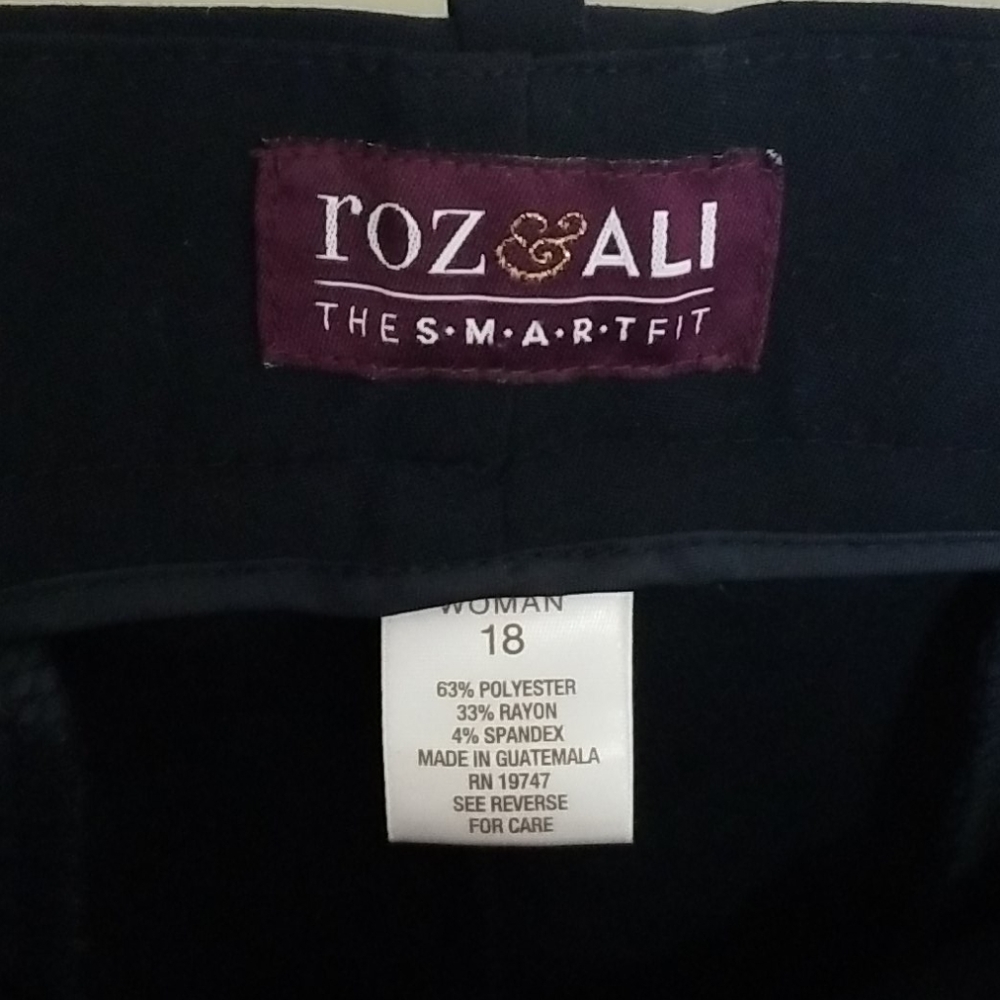 roz & ALI
THE S·M·A·R·T FIT
WOMAN
18
63% POLYESTER
33% RAYON
4% SPANDEX
MADE IN GUATEMALA
RN 19747
SEE REVERSE
FOR CARE